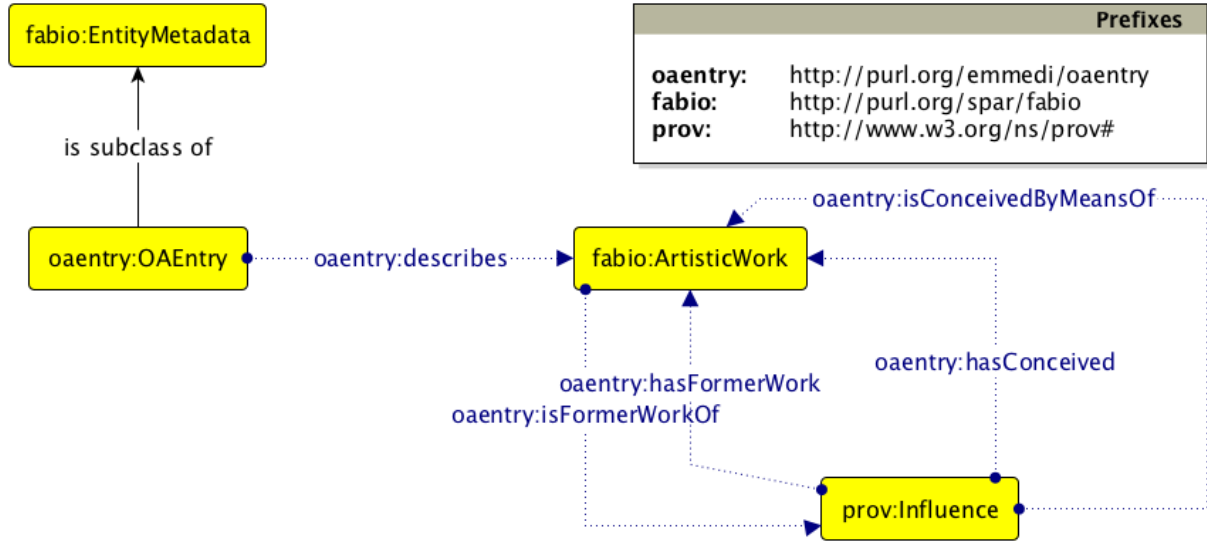 fabio:EntityMetadata
Prefixes
oaentry: http://purl.org/emmedi/oaentry
fabio: http://purl.org/spar/fabio
prov: http://www.w3.org/ns/prov#
is subclass of
oaentry:isConceivedByMeansOf
oaentry:OAEntry
oaentry:describes
fabio:ArtisticWork
oaentry:hasConceived
oaentry:hasFormerWork
oaentry:isFormerWorkOf
prov:Influence